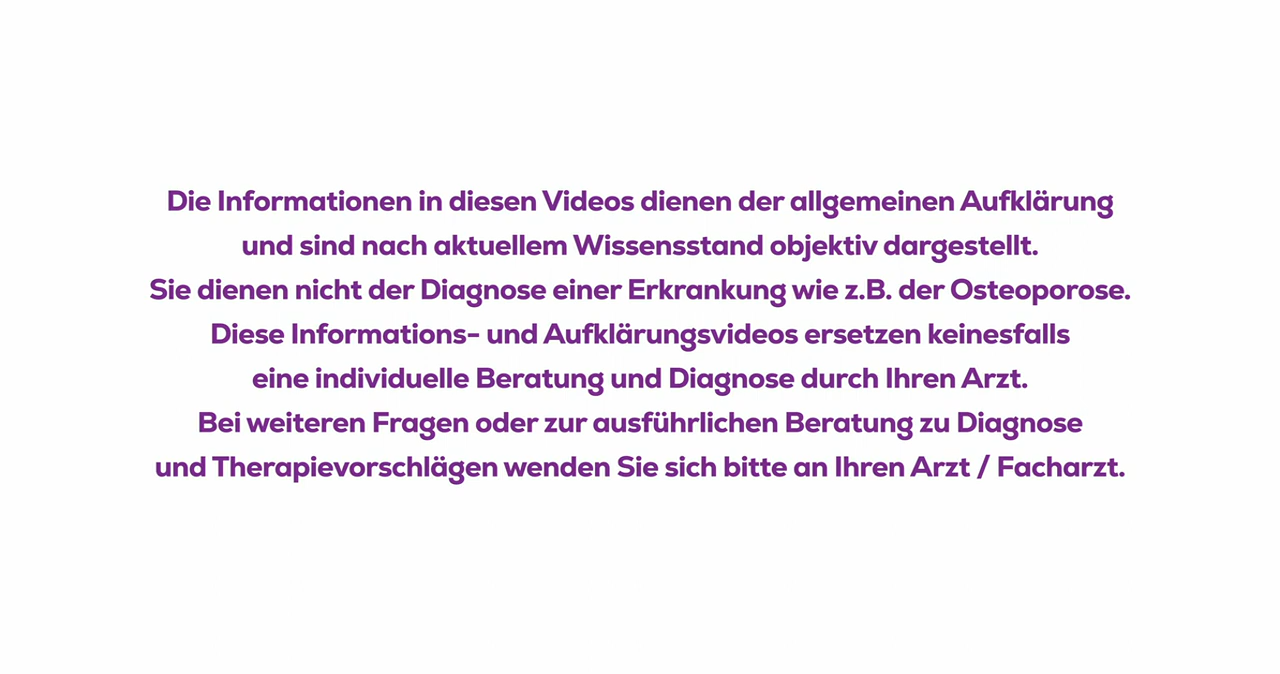 Die Informationen in diesen Videos dienen der allgemeinen Aufklärung
und sind nach aktuellem Wissensstand objektiv dargestellt.
Sie dienen nicht der Diagnose einer Erkrankung wie z.B. der Osteoporose.
Diese Informations- und Aufklärungsvideos ersetzen keinesfalls
eine individuelle Beratung und Diagnose durch Ihren Arzt.
Bei weiteren Fragen oder zur ausführlichen Beratung zu Diagnose
und Therapievorschlägen wenden Sie sich bitte an Ihren Arzt / Facharzt.